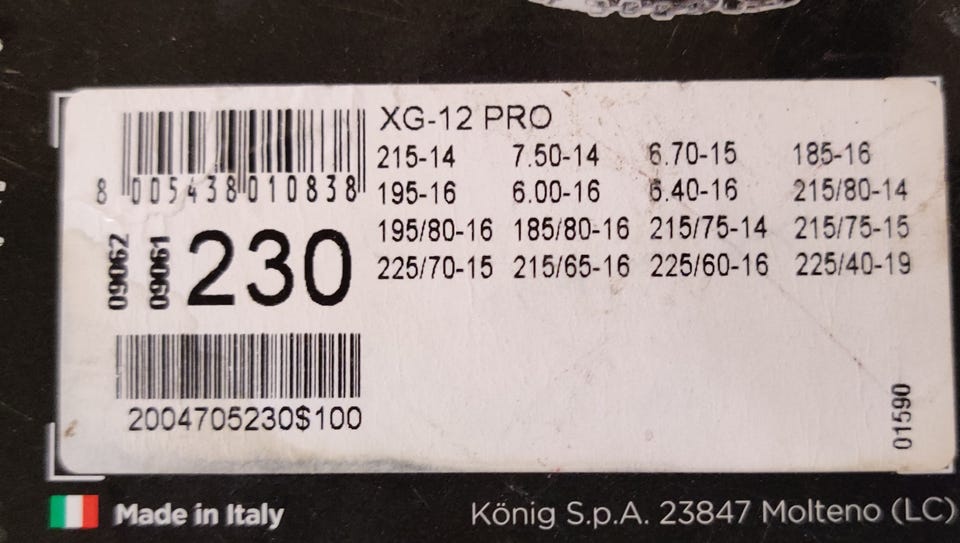 XG-12 PRO
215-14 7.50-14 6.70-15 185-16
8 005438 010838
195-16 6.00-16 6.40-16 215/80-14
195/80-16 185/80-16 215/75-14 215/75-15
09062 09061 230
225/70-15 215/65-16 225/60-16 225/40-19
2004705230$100
01590
Made in Italy
König S.p.A. 23847 Molteno (LC)